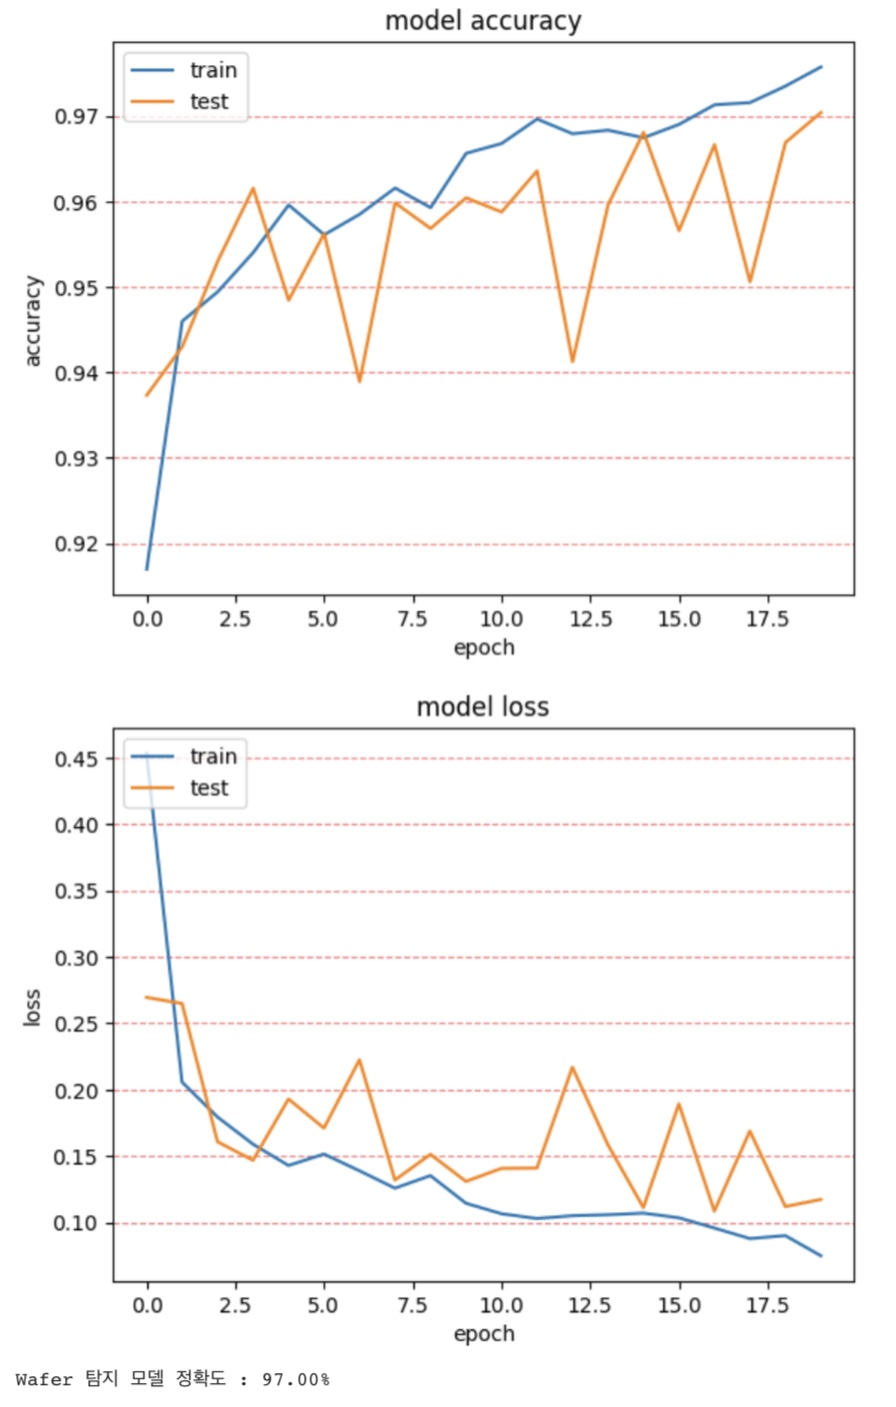 model accuracy
train
test
0.97
0.96
0.95
0.94
0.93
0.92
accuracy
0.0 2.5 5.0 7.5 10.0 12.5 15.0 17.5
epoch
model loss
train
test
0.45
0.40
0.35
0.30
0.25
0.20
0.15
0.10
loss
0.0 2.5 5.0 7.5 10.0 12.5 15.0 17.5
epoch
Wafer 탐지 모델 정확도 : 97.00%